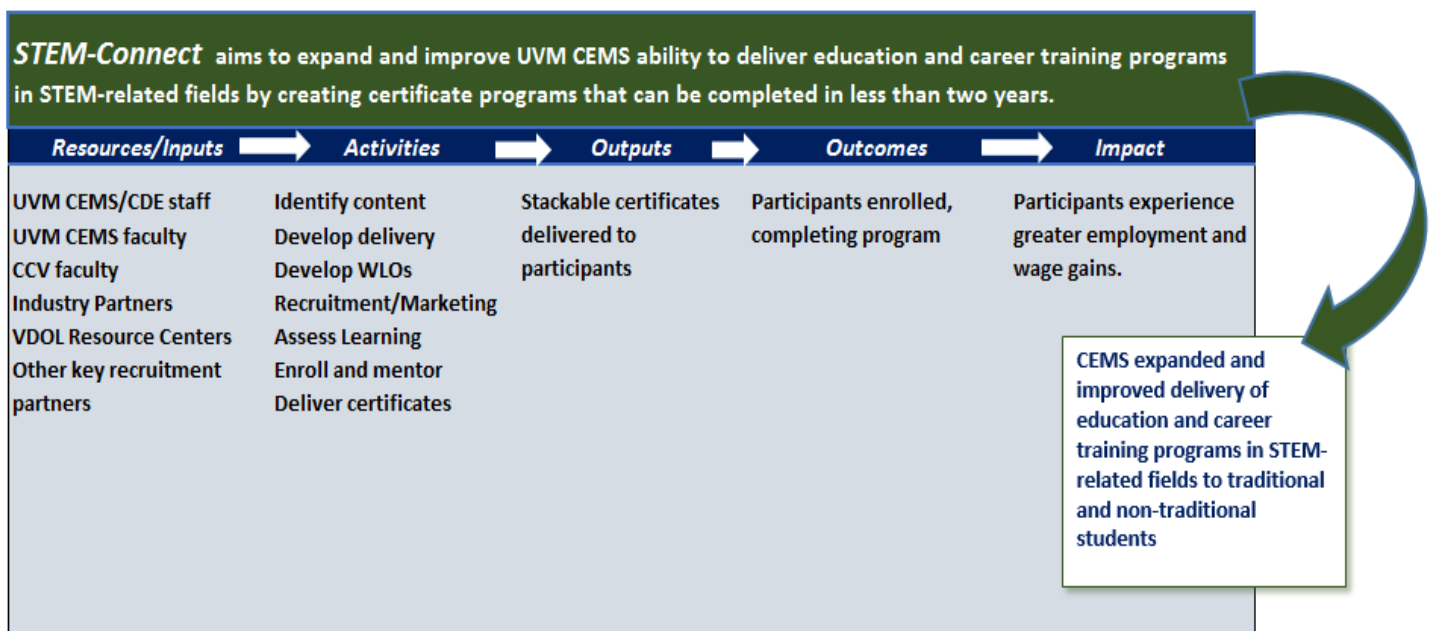 STEM-Connect aims to expand and improve UVM CEMS ability to deliver education and career training programs
in STEM-related fields by creating certificate programs that can be completed in less than two years.
Resources/Inputs
Activities
Outputs
Outcomes
Impact
UVM CEMS/CDE staff
UVM CEMS faculty
CCV faculty
Industry Partners
VDOL Resource Centers
Other key recruitment
partners
Identify content
Develop delivery
Develop WLOs
Recruitment/Marketing
Assess Learning
Enroll and mentor
Deliver certificates
Stackable certificates
delivered to
participants
Participants enrolled,
completing program
Participants experience
greater employment and
wage gains.
CEMS expanded and
improved delivery of
education and career
training programs in STEM-
related fields to traditional
and non-traditional
students